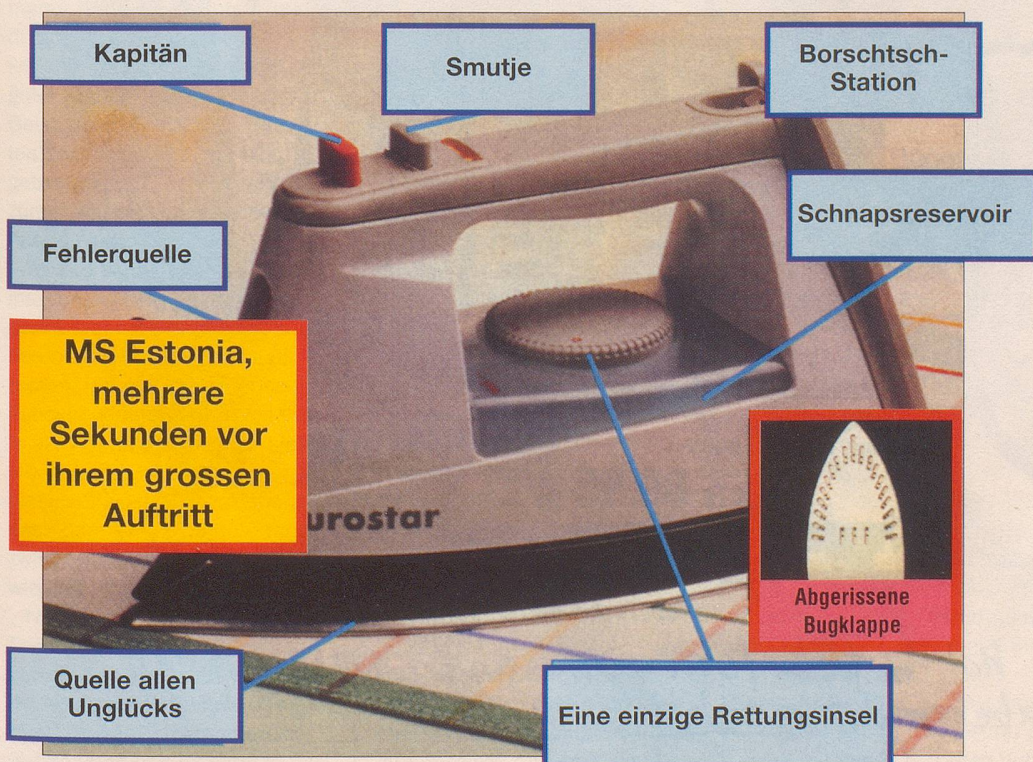 Kapitän
Smutje
Borschtsch-
Station
Schnapsreservoir
Fehlerquelle
MS Estonia,
mehrere
Sekunden vor
ihrem grossen
Auftritt
urostar
Abgerissene
Bugklappe
Quelle allen
Unglücks
Eine einzige Rettungsinsel